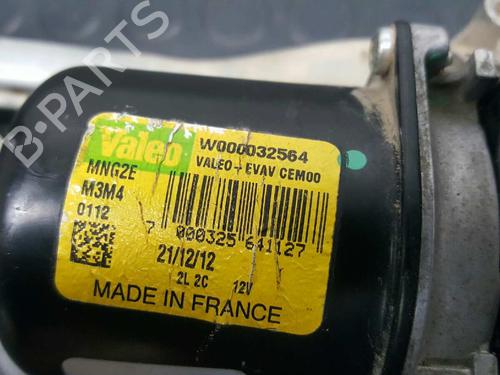 Valeo
W000032564
VALEO-EVAV CEM00
MNG2E
M3M4
0112
7 000325 641127
21/12/12
2L 2C 12V
MADE IN FRANCE
B-PARTS